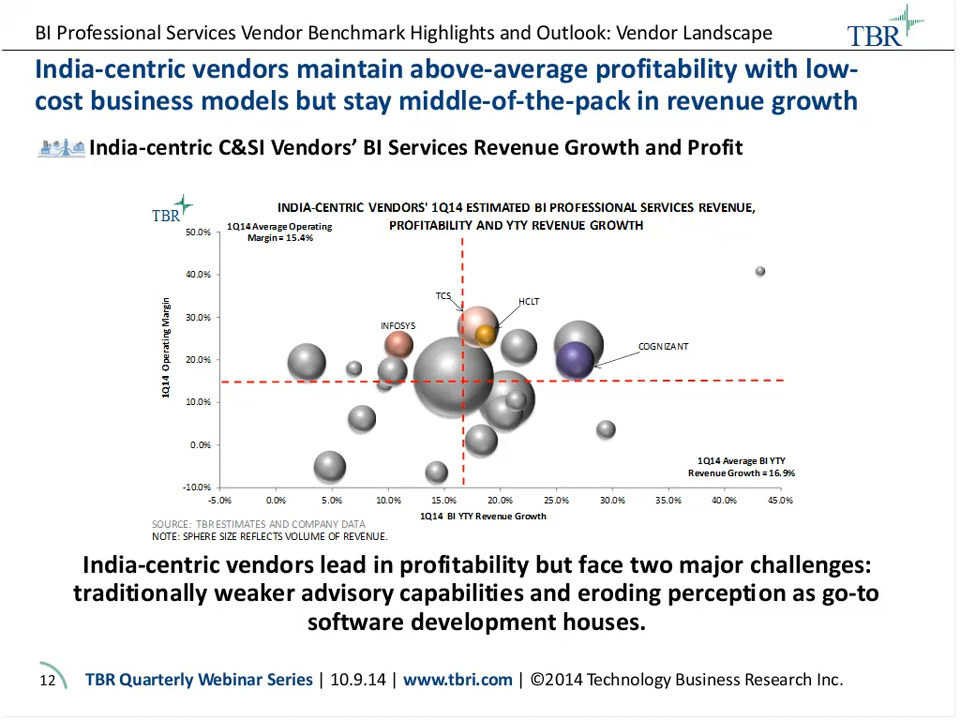 BI Professional Services Vendor Benchmark Highlights and Outlook: Vendor Landscape
TBR
India-centric vendors maintain above-average profitability with low-
cost business models but stay middle-of-the-pack in revenue growth
India-centric C&SI Vendors’ BI Services Revenue Growth and Profit
TBR
INDIA-CENTRIC VENDORS' 1Q14 ESTIMATED BI PROFESSIONAL SERVICES REVENUE,
PROFITABILITY AND YTY REVENUE GROWTH
1Q14 Average Operating
Margin = 15.4%
50.0%
40.0%
30.0%
20.0%
10.0%
0.0%
-10.0%
1Q14 Operating Margin
TCS
HCLT
INFOSYS
COGNIZANT
1Q14 Average BI YTY
Revenue Growth = 16.9%
-5.0% 0.0% 5.0% 10.0% 15.0% 20.0% 25.0% 30.0% 35.0% 40.0% 45.0%
1Q14 BI YTY Revenue Growth
SOURCE: TBR ESTIMATES AND COMPANY DATA
NOTE: SPHERE SIZE REFLECTS VOLUME OF REVENUE.
India-centric vendors lead in profitability but face two major challenges:
traditionally weaker advisory capabilities and eroding perception as go-to
software development houses.
12 TBR Quarterly Webinar Series | 10.9.14 | www.tbri.com | ©2014 Technology Business Research Inc.